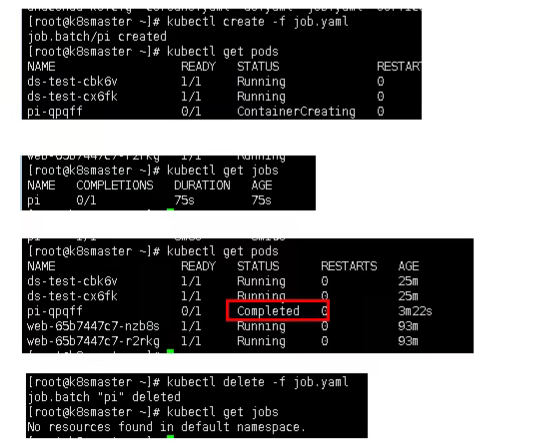 [root@k8smaster ~]# kubectl create -f job.yaml
job.batch/pi created
[root@k8smaster ~]# kubectl get pods
NAME READY STATUS RESTART
ds-test-cbk6v 1/1 Running 0
ds-test-cx6fk 1/1 Running 0
pi-qpqff 0/1 ContainerCreating 0
web-65b7447c7-r2rkg 1/1 Running
[root@k8smaster ~]# kubectl get jobs
NAME COMPLETIONS DURATION AGE
pi 0/1 75s 75s
[root@k8smaster ~]# kubectl get pods
NAME READY STATUS RESTARTS AGE
ds-test-cbk6v 1/1 Running 0 25m
ds-test-cx6fk 1/1 Running 0 25m
pi-qpqff 0/1 Completed 0 3m22s
web-65b7447c7-nzb8s 1/1 Running 0 93m
web-65b7447c7-r2rkg 1/1 Running 0 93m
[root@k8smaster ~]# kubectl delete -f job.yaml
job.batch "pi" deleted
[root@k8smaster ~]# kubectl get jobs
No resources found in default namespace.